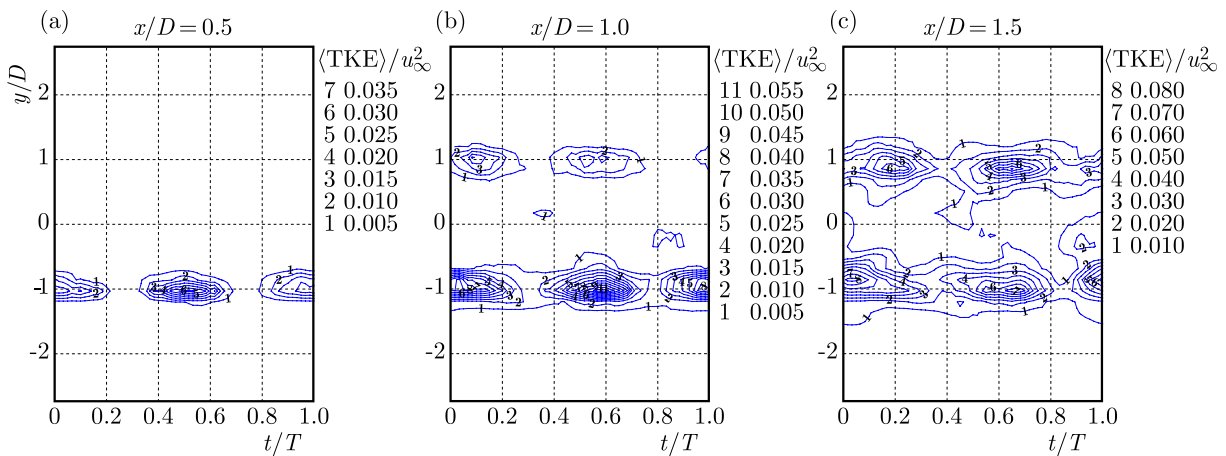 (a)
x/D=0.5
y/D
2
1
0
-1
-2
0 0.2 0.4 0.6 0.8 1.0
t/T
⟨TKE⟩/u∞²
7 0.035
6 0.030
5 0.025
4 0.020
3 0.015
2 0.010
1 0.005
(b)
x/D=1.0
2
1
0
-1
-2
0 0.2 0.4 0.6 0.8 1.0
t/T
⟨TKE⟩/u∞²
11 0.055
10 0.050
9 0.045
8 0.040
7 0.035
6 0.030
5 0.025
4 0.020
3 0.015
2 0.010
1 0.005
(c)
x/D=1.5
2
1
0
-1
-2
0 0.2 0.4 0.6 0.8 1.0
t/T
⟨TKE⟩/u∞²
8 0.080
7 0.070
6 0.060
5 0.050
4 0.040
3 0.030
2 0.020
1 0.010